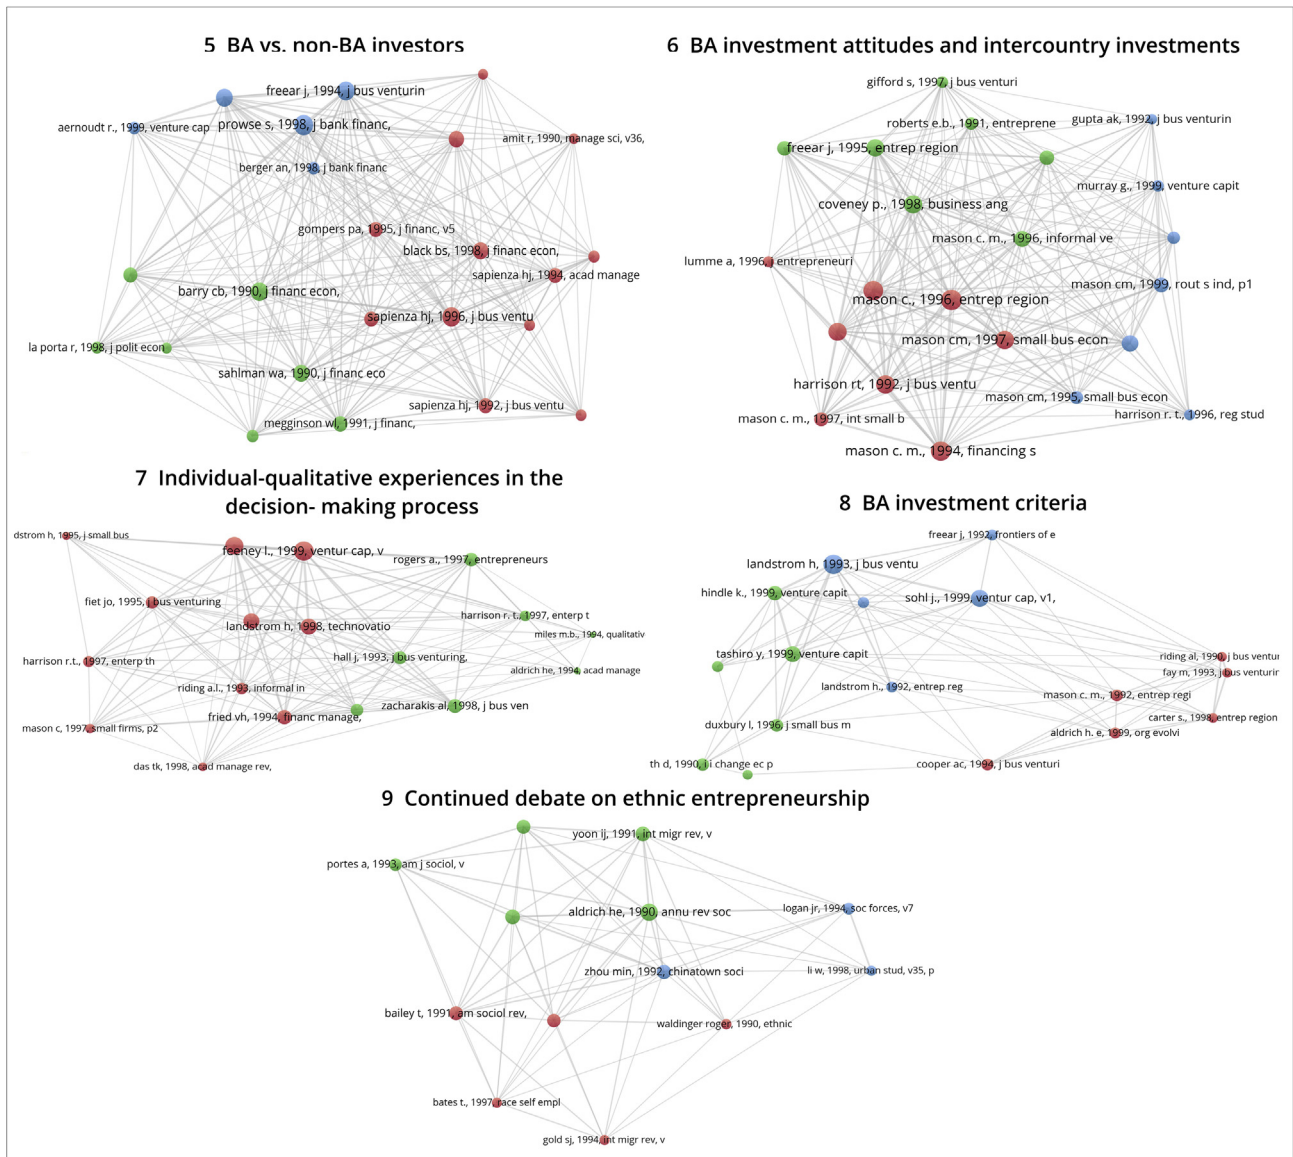 5 BA vs. non-BA investors
freear j, 1994, j bus venturin
aernoudt r., 1999, venture cap
prowse s, 1998, j bank financ,
amit r, 1990, manage sci, v36,
berger an, 1998, j bank financ
gompers pa, 1995, j financ, v5
black bs, 1998, j financ econ,
sapienza hj, 1994, acad manage
barry cb, 1990, j financ econ,
sapienza hj, 1996, j bus ventu
la porta r, 1998, j polit econ
sahlman wa, 1990, j financ eco
sapienza hj, 1992, j bus ventu
megginson wl, 1991, j financ,
6 BA investment attitudes and intercountry investments
gifford s, 1997, j bus venturi
roberts e.b., 1991, entreprene
gupta ak, 1992, j bus venturin
freear j, 1995, entrep region
murray g., 1999, venture capit
coveney p., 1998, business ang
mason c. m., 1996, informal ve
lumme a, 1996, j entrepreneuri
mason cm, 1999, rout s ind, p1
mason c., 1996, entrep region
mason cm, 1997, small bus econ
harrison rt, 1992, j bus ventu
mason cm, 1995, small bus econ
mason c. m., 1997, int small b
harrison r. t., 1996, reg stud
mason c. m., 1994, financing s
7 Individual-qualitative experiences in the
decision- making process
dstrom h, 1995, j small bus
feeney l., 1999, ventur cap, v
rogers a., 1997, entrepreneurs
fiet jo, 1995, j bus venturing
harrison r. t., 1997, enterp t
landstrom h, 1998, technovatio
miles m.b., 1994, qualitativ
harrison r.t., 1997, enterp th
hall j, 1993, j bus venturing,
aldrich he, 1994, acad manage
riding a.l., 1993, informal in
zacharakis al, 1998, j bus ven
fried vh, 1994, financ manage,
mason c, 1997, small firms, p2
das tk, 1998, acad manage rev,
8 BA investment criteria
freear j, 1992, frontiers of e
landstrom h, 1993, j bus ventu
hindle k., 1999, venture capit
sohl j., 1999, ventur cap, v1,
tashiro y, 1999, venture capit
riding al, 1990, j bus ventur
fay m, 1993, j bus venturir
landstrom h., 1992, entrep reg
mason c. m., 1992, entrep regi
carter s., 1998, entrep region
duxbury l, 1996, j small bus m
aldrich h. e, 1999, org evolvi
th d, 1990, i i change ec p
cooper ac, 1994, j bus venturi
9 Continued debate on ethnic entrepreneurship
yoon ij, 1991, int migr rev, v
portes a, 1993, am j sociol, v
aldrich he, 1990, annu rev soc
logan jr, 1994, soc forces, v7
zhou min, 1992, chinatown soci
li w, 1998, urban stud, v35, p
bailey t, 1991, am sociol rev,
waldinger roger, 1990, ethnic
bates t., 1997, race self empl
gold sj, 1994, int migr rev, v